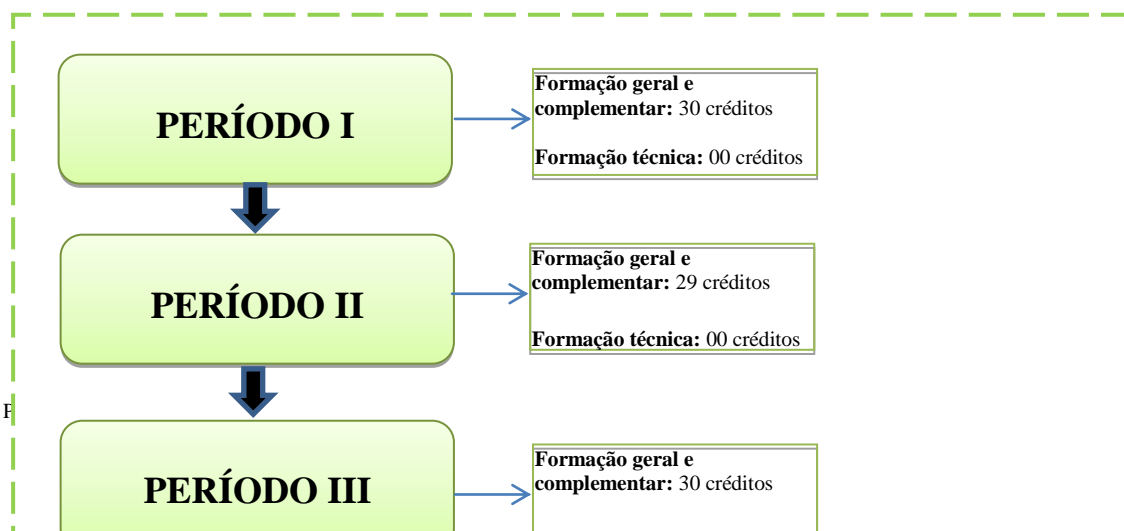 PERÍODO I
Formação geral e
complementar: 30 créditos
Formação técnica: 00 créditos
PERÍODO II
Formação geral e
complementar: 29 créditos
Formação técnica: 00 créditos
P
PERÍODO III
Formação geral e
complementar: 30 créditos